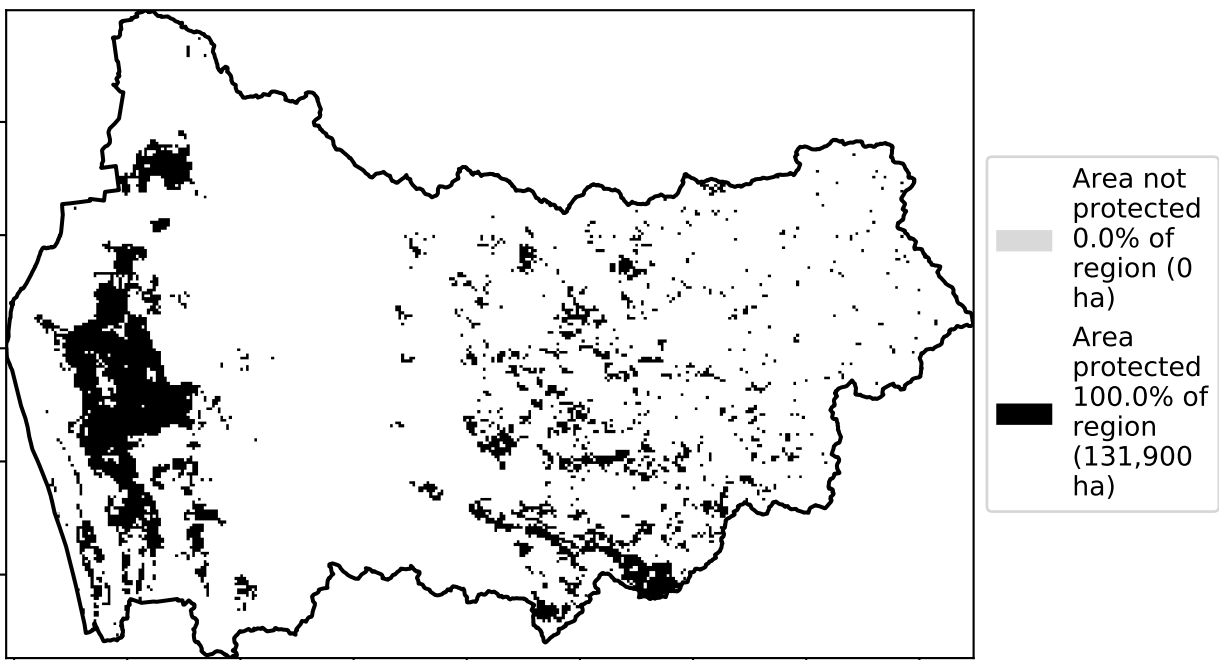 Area not
protected
0.0% of
region (0
ha)
Area
protected
100.0% of
region
(131,900
ha)